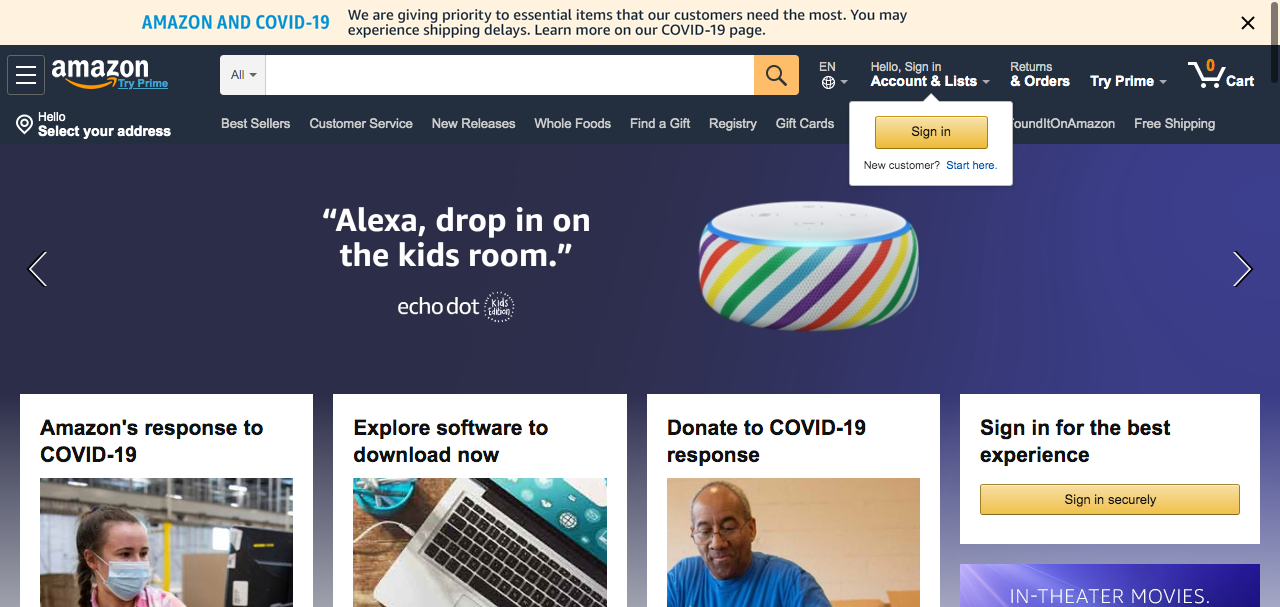 AMAZON AND COVID-19
We are giving priority to essential items that our customers need the most. You may
experience shipping delays. Learn more on our COVID-19 page.
amazon
Try Prime
All
EN
Hello, Sign in
Account & Lists
Returns
& Orders
Try Prime
0
Cart
Hello
Select your address
Best Sellers
Customer Service
New Releases
Whole Foods
Find a Gift
Registry
Gift Cards
oundItOnAmazon
Free Shipping
Sign in
New customer? Start here.
“Alexa, drop in on
the kids room.”
echo dot kids Edition
Amazon's response to
COVID-19
Explore software to
download now
Donate to COVID-19
response
Sign in for the best
experience
Sign in securely
IN-THEATER MOVIES.